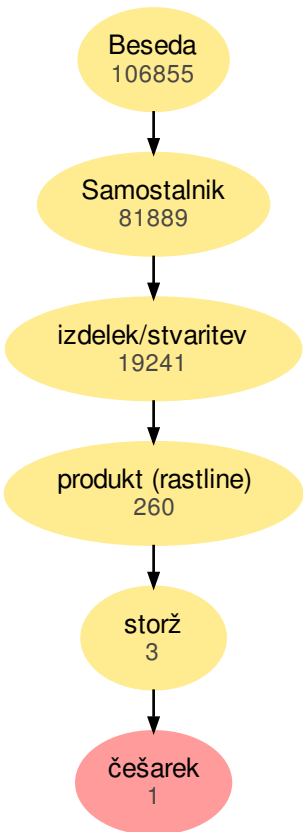 Beseda
106855
Samostalnik
81889
izdelek/stvaritev
19241
produkt (rastline)
260
storž
3
češarek
1